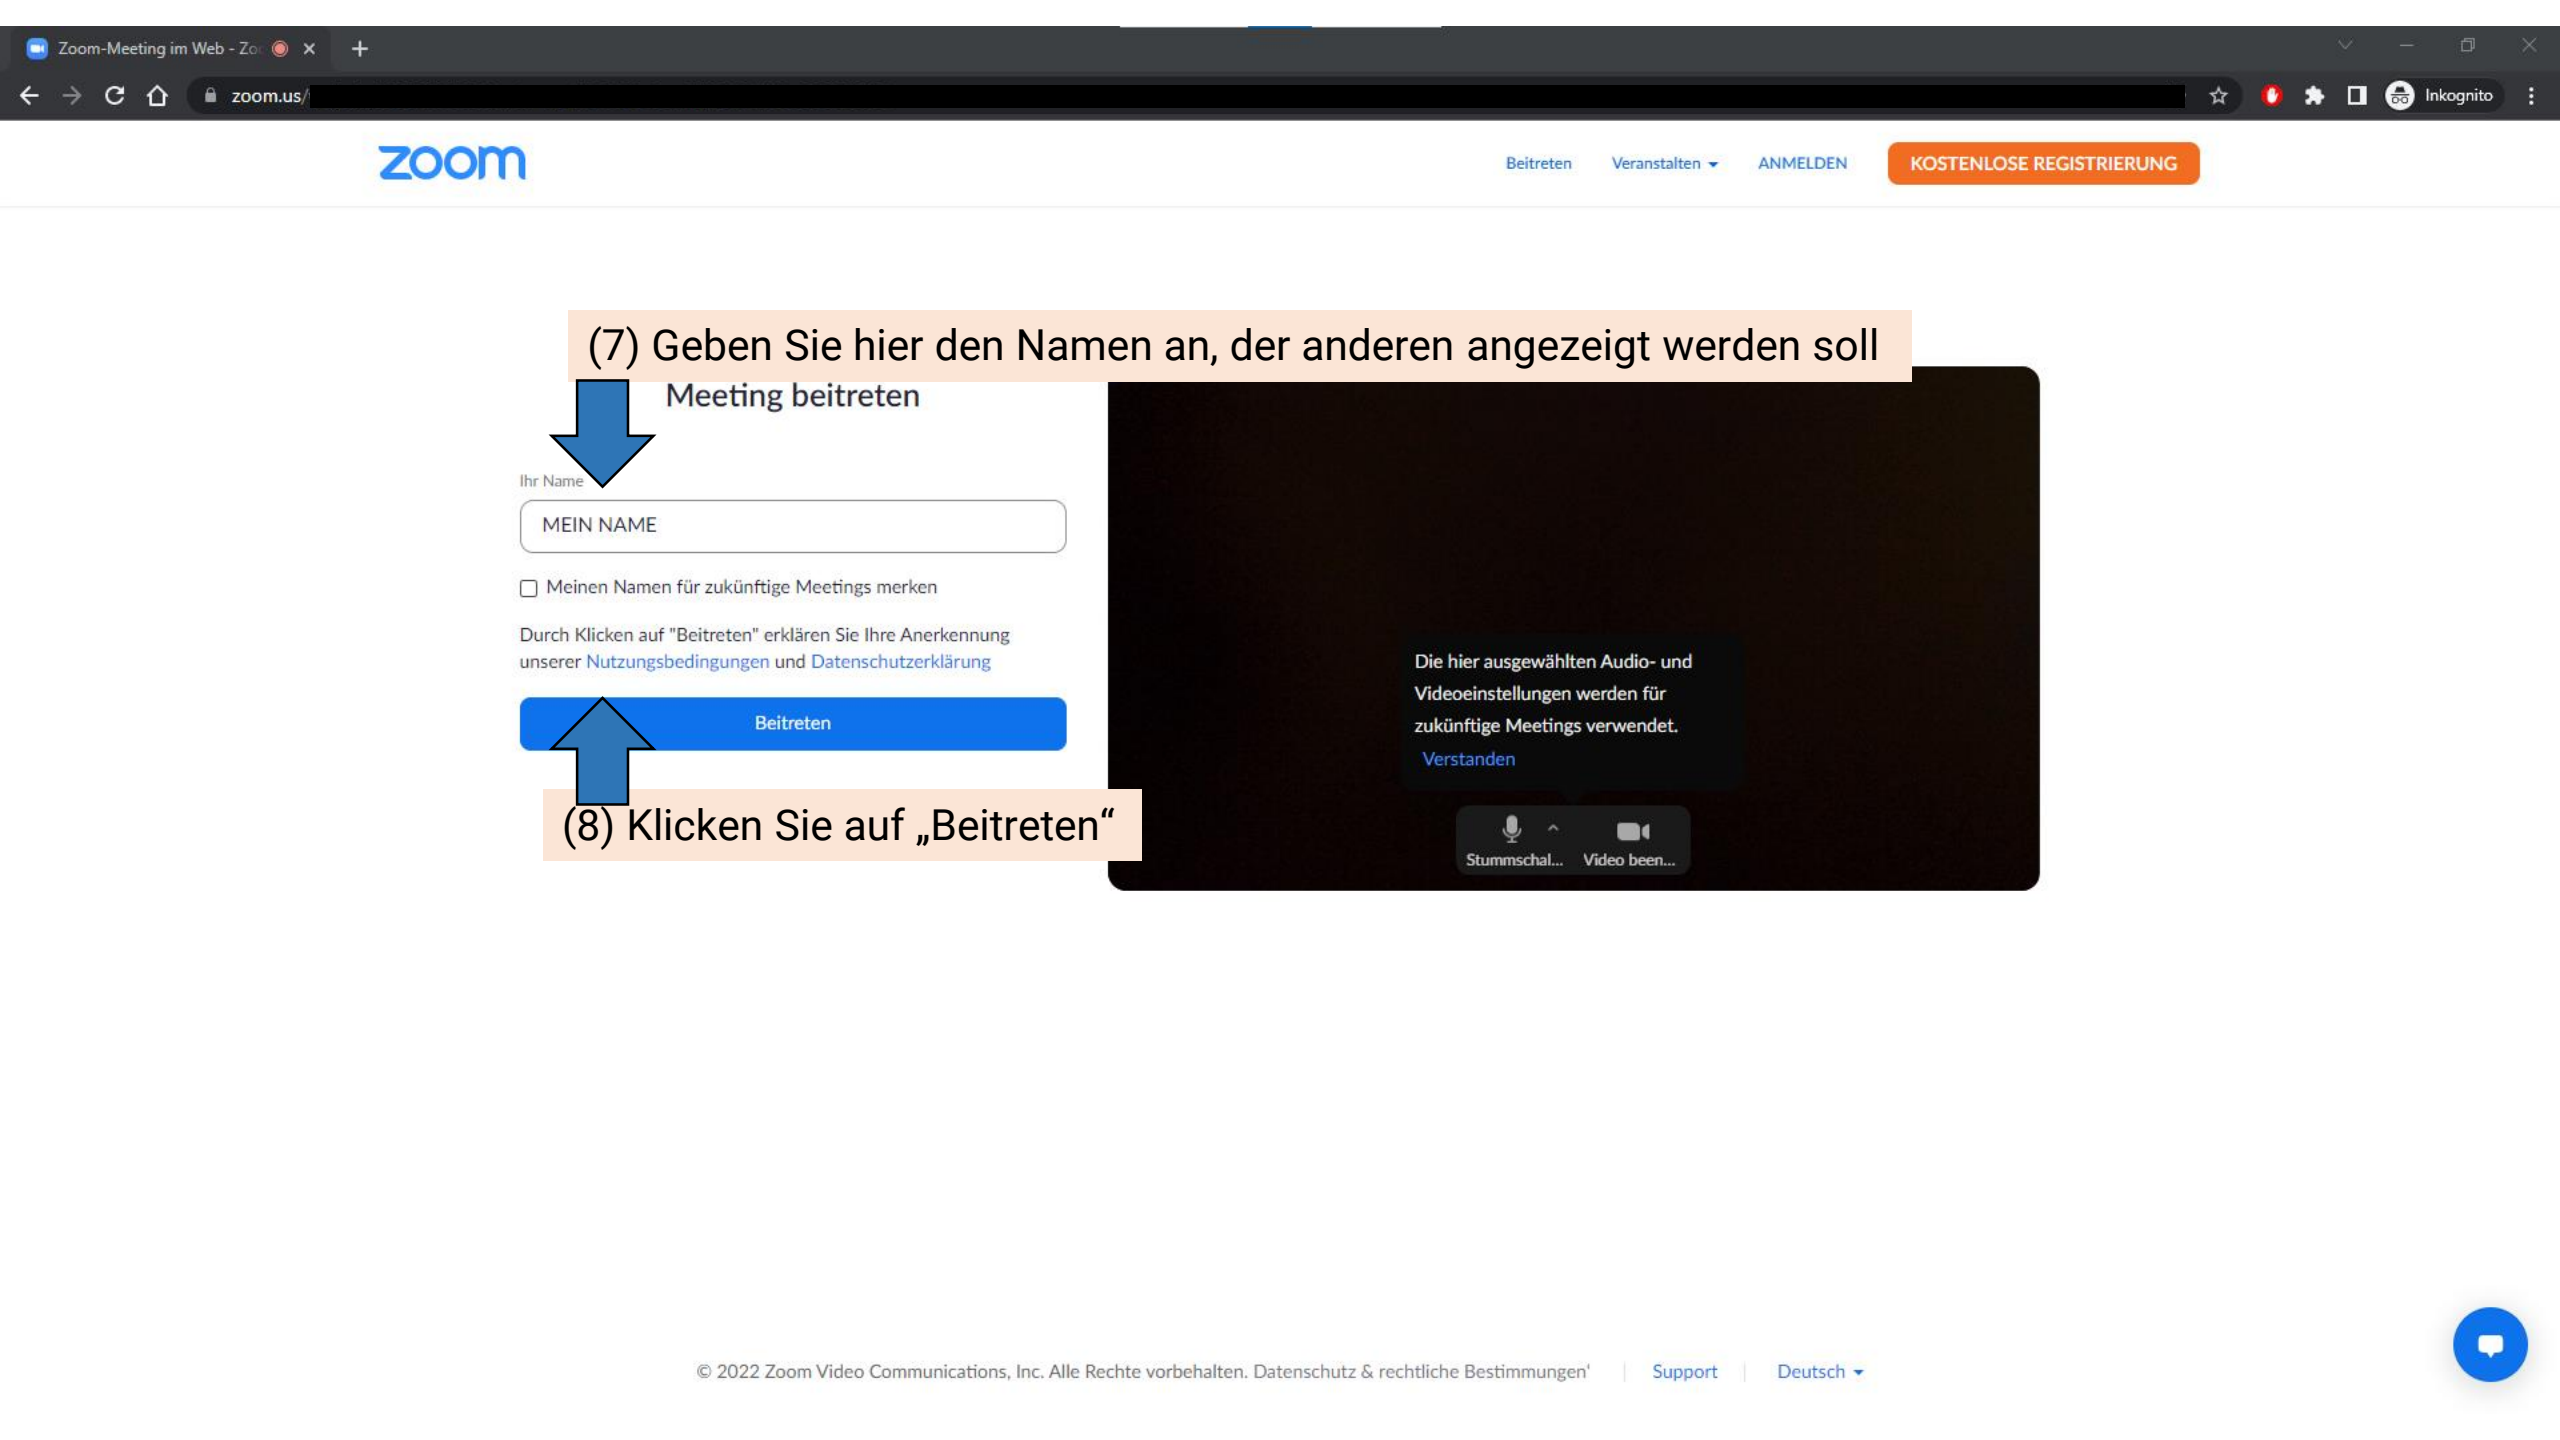 Zoom-Meeting im Web - Zo
zoom.us/
Inkognito
zoom
Beitreten Veranstalten ANMELDEN KOSTENLOSE REGISTRIERUNG
(7) Geben Sie hier den Namen an, der anderen angezeigt werden soll
Meeting beitreten
Ihr Name
MEIN NAME
Meinen Namen für zukünftige Meetings merken
Durch Klicken auf "Beitreten" erklären Sie Ihre Anerkennung
unserer Nutzungsbedingungen und Datenschutzerklärung
Beitreten
(8) Klicken Sie auf „Beitreten“
Die hier ausgewählten Audio- und
Videoeinstellungen werden für
zukünftige Meetings verwendet.
Verstanden
Stummschal... Video been...
© 2022 Zoom Video Communications, Inc. Alle Rechte vorbehalten. Datenschutz & rechtliche Bestimmungen' Support Deutsch